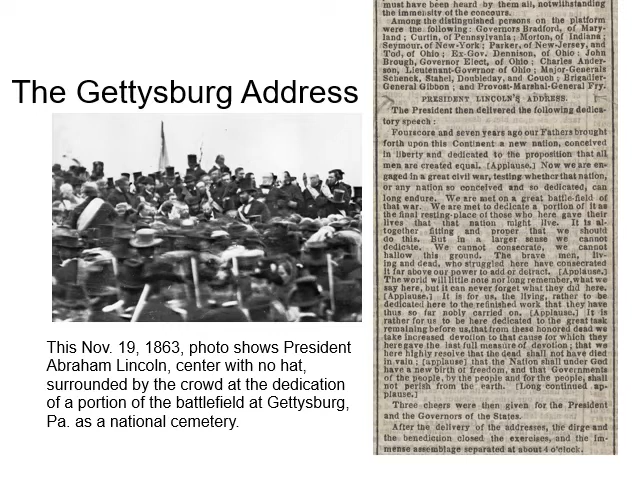 The Gettysburg Address
This Nov. 19, 1863, photo shows President
Abraham Lincoln, center with no hat,
surrounded by the crowd at the dedication
of a portion of the battlefield at Gettysburg,
Pa. as a national cemetery.
must have been heard by them all, notwithstanding
the immensity of the concours.
Among the distinguished persons on the platform
were the following: Governors Bradford, of Mary-
land; Curtin, of Pennsylvania; Morton, of Indiana;
Seymour, of New-York; Parker, of New-Jersey, and
Tod, of Ohio; Ex-Gov. Dennison, of Ohio; John
Brough, Governor Elect, of Ohio; Charles Ander-
son, Lieutenant-Governor of Ohio; Major-Generals
Schenck, Stahel, Doubleday, and Couch; Brigadier-
General Gibbon; and Provost-Marshal-General Fry.
PRESIDENT LINCOLN'S ADDRESS.
The President then delivered the following dedica-
tory speech:
Fourscore and seven years ago our Fathers brought
forth upon this Continent a new nation, conceived
in liberty and dedicated to the proposition that all
men are created equal. [Applause.] Now we are en-
gaged in a great civil war, testing whether that nation,
or any nation so conceived and so dedicated, can
long endure. We are met on a great battle-field of
that war. We are met to dedicate a portion of it as
the final resting-place of those who here gave their
lives that that nation might live. It is al-
together fitting and proper that we should
do this. But in a larger sense we cannot
dedicate. We cannot consecrate, we cannot
hallow this ground. The brave men, liv-
ing and dead, who struggled here have consecrated
it far above our power to add or detract. [Applause.]
The world will little note nor long remember, what we
say here, but it can never forget what they did here.
[Applause.] It is for us, the living, rather to be
dedicated here to the refinished work that they have
thus so far nobly carried on. [Applause.] It is
rather for us to be here dedicated to the great task
remaining before us, that from these honored dead we
take increased devotion to that cause for which they
here gave the last full measure of devotion; that we
here highly resolve that the dead shall not have died
in vain; [applause] that the Nation shall under God
have a new birth of freedom, and that Governments
of the people, by the people and for the people, shall
not perish from the earth. [Long continued ap-
plause.]
Three cheers were then given for the President
and the Governors of the States.
After the delivery of the addresses, the dirge and
the benediction closed the exercises, and the im-
mense assemblage separated at about 4 o'clock.